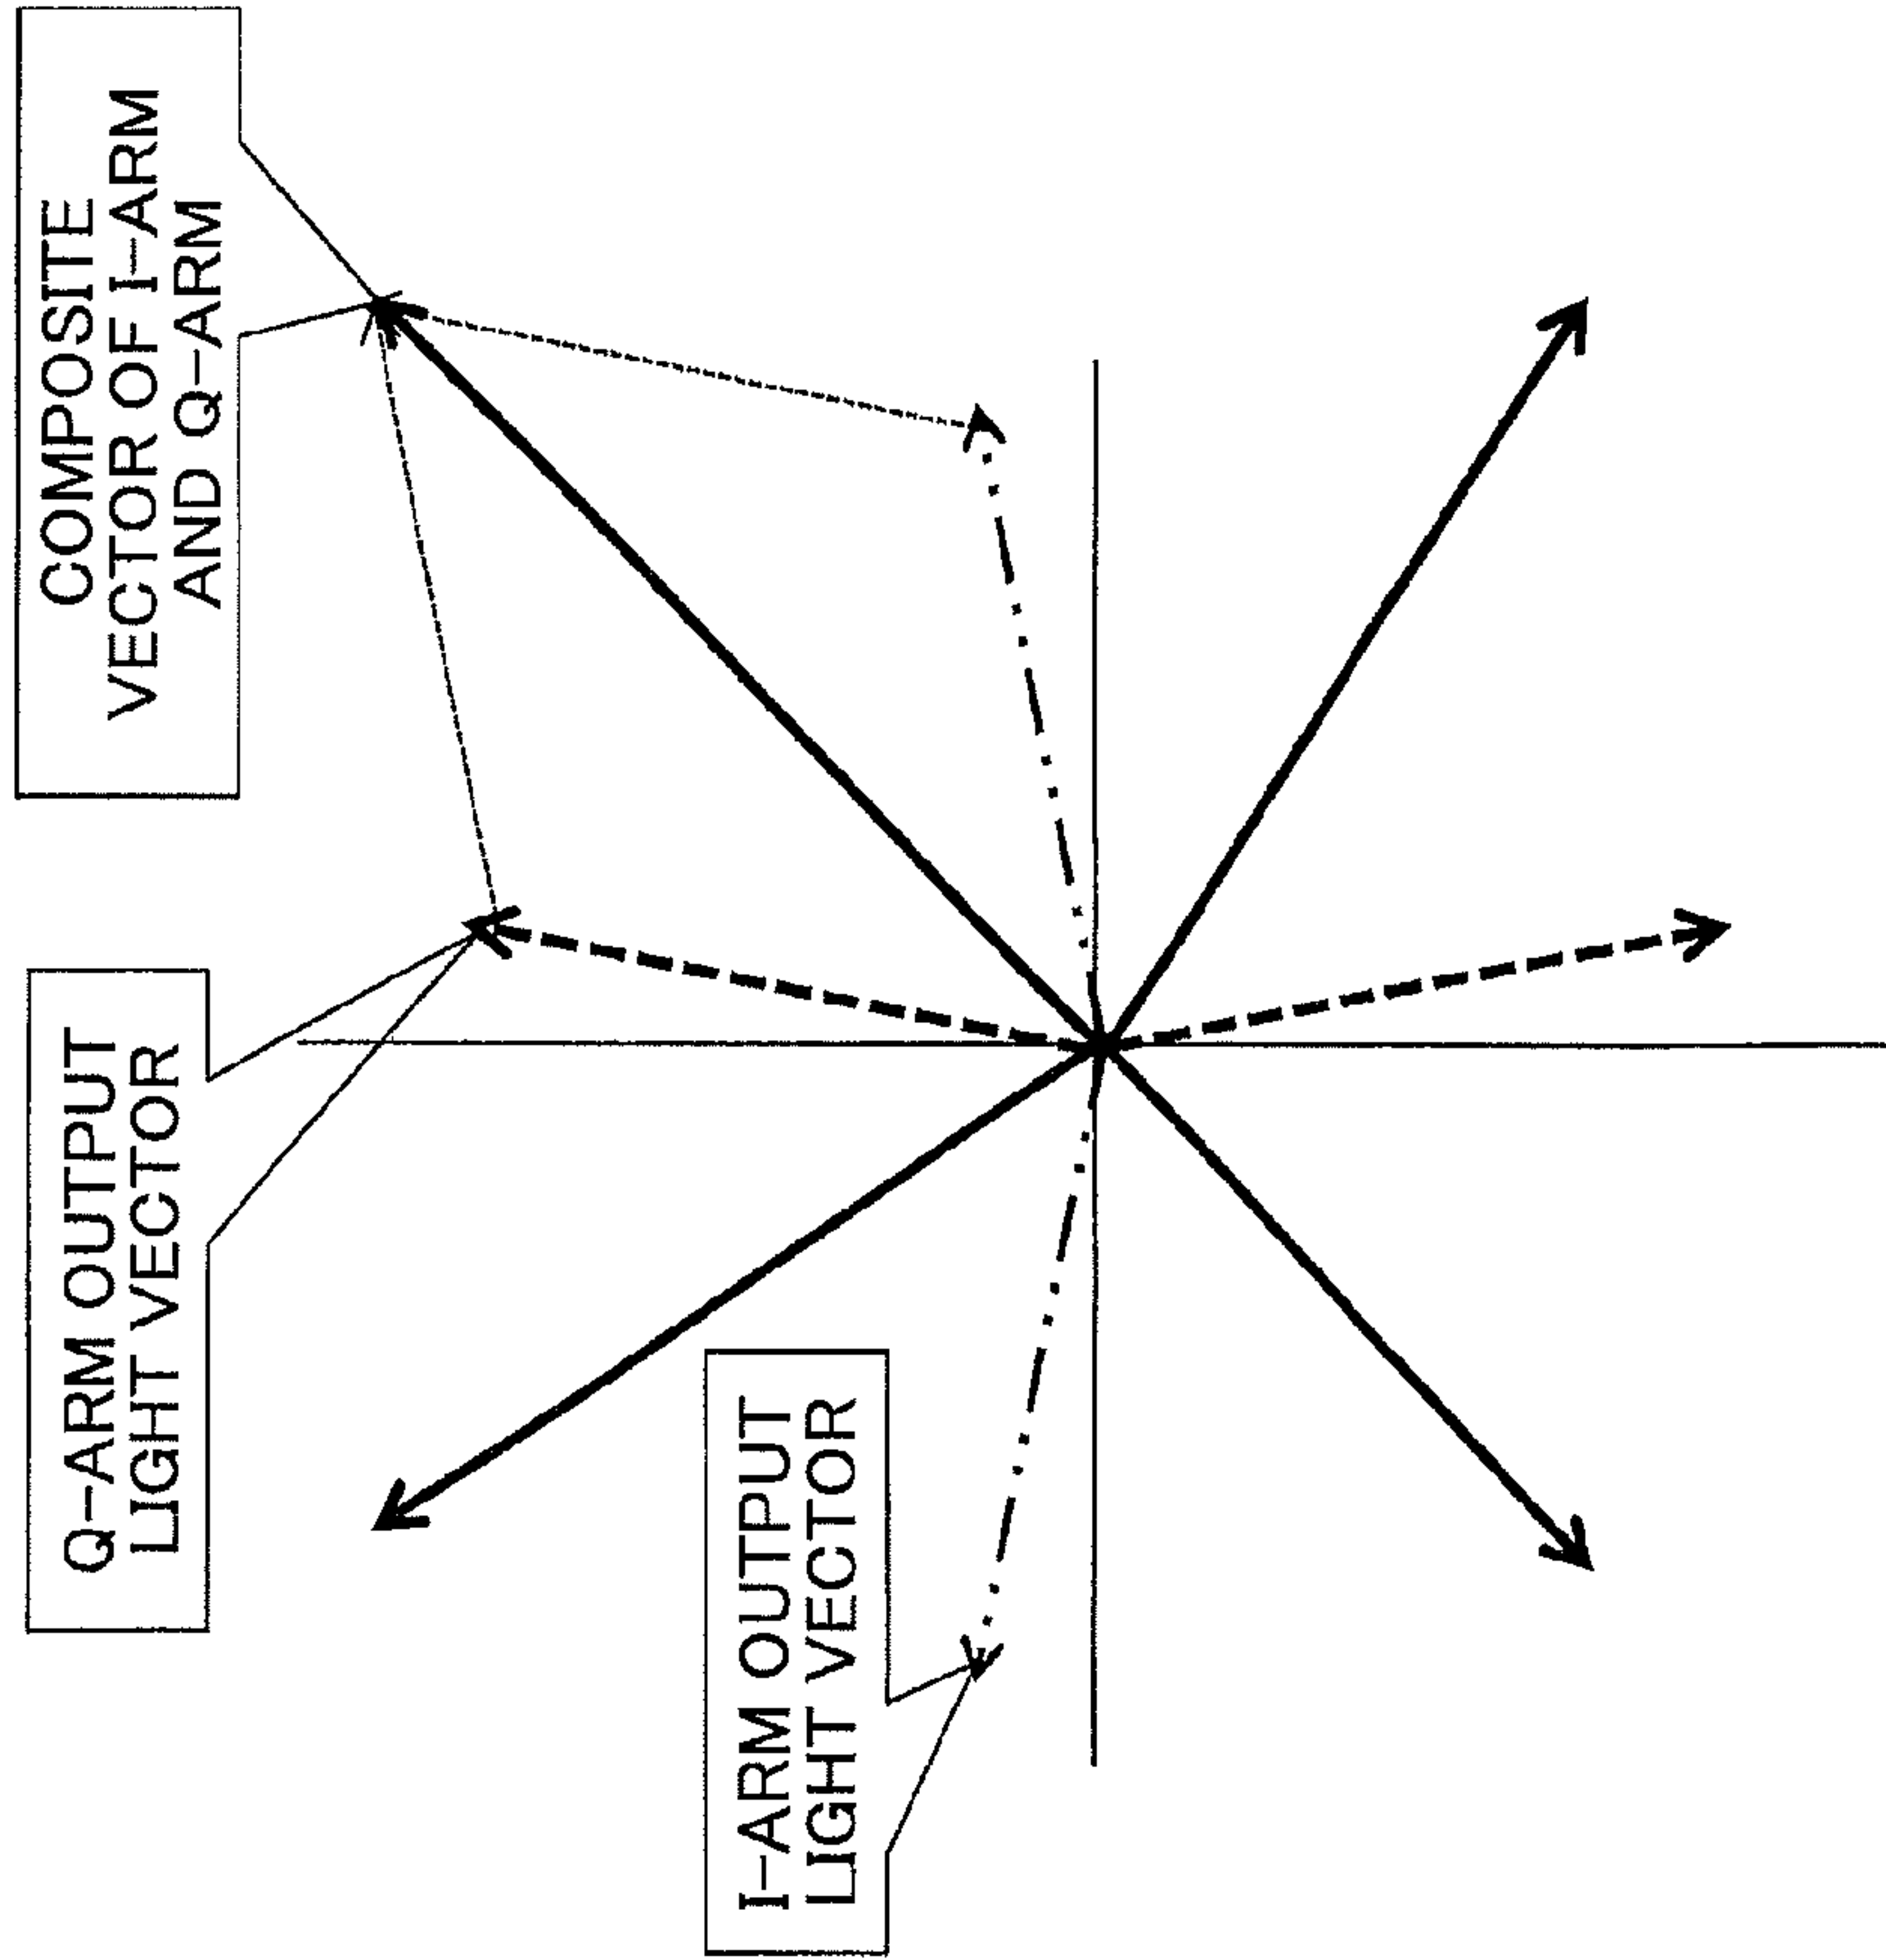 COMPOSITE
VECTOR OF I-ARM
AND Q-ARM
Q-ARM OUTPUT
LIGHT VECTOR
I-ARM OUTPUT
LIGHT VECTOR